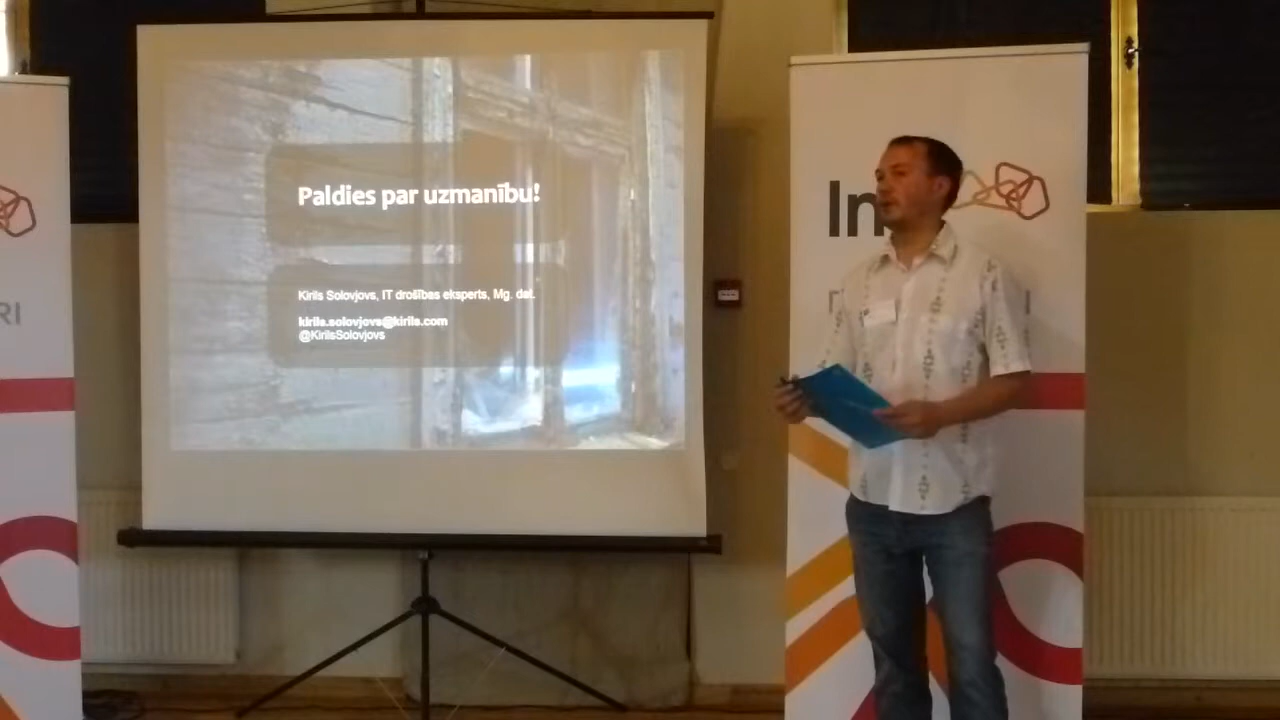 Paldies par uzmanību!
Kirils Solovjovs, IT drošības eksperts, Mg. dat.
kirils.solovjovs@kirils.com
@KirilsSolovjovs
In
RI